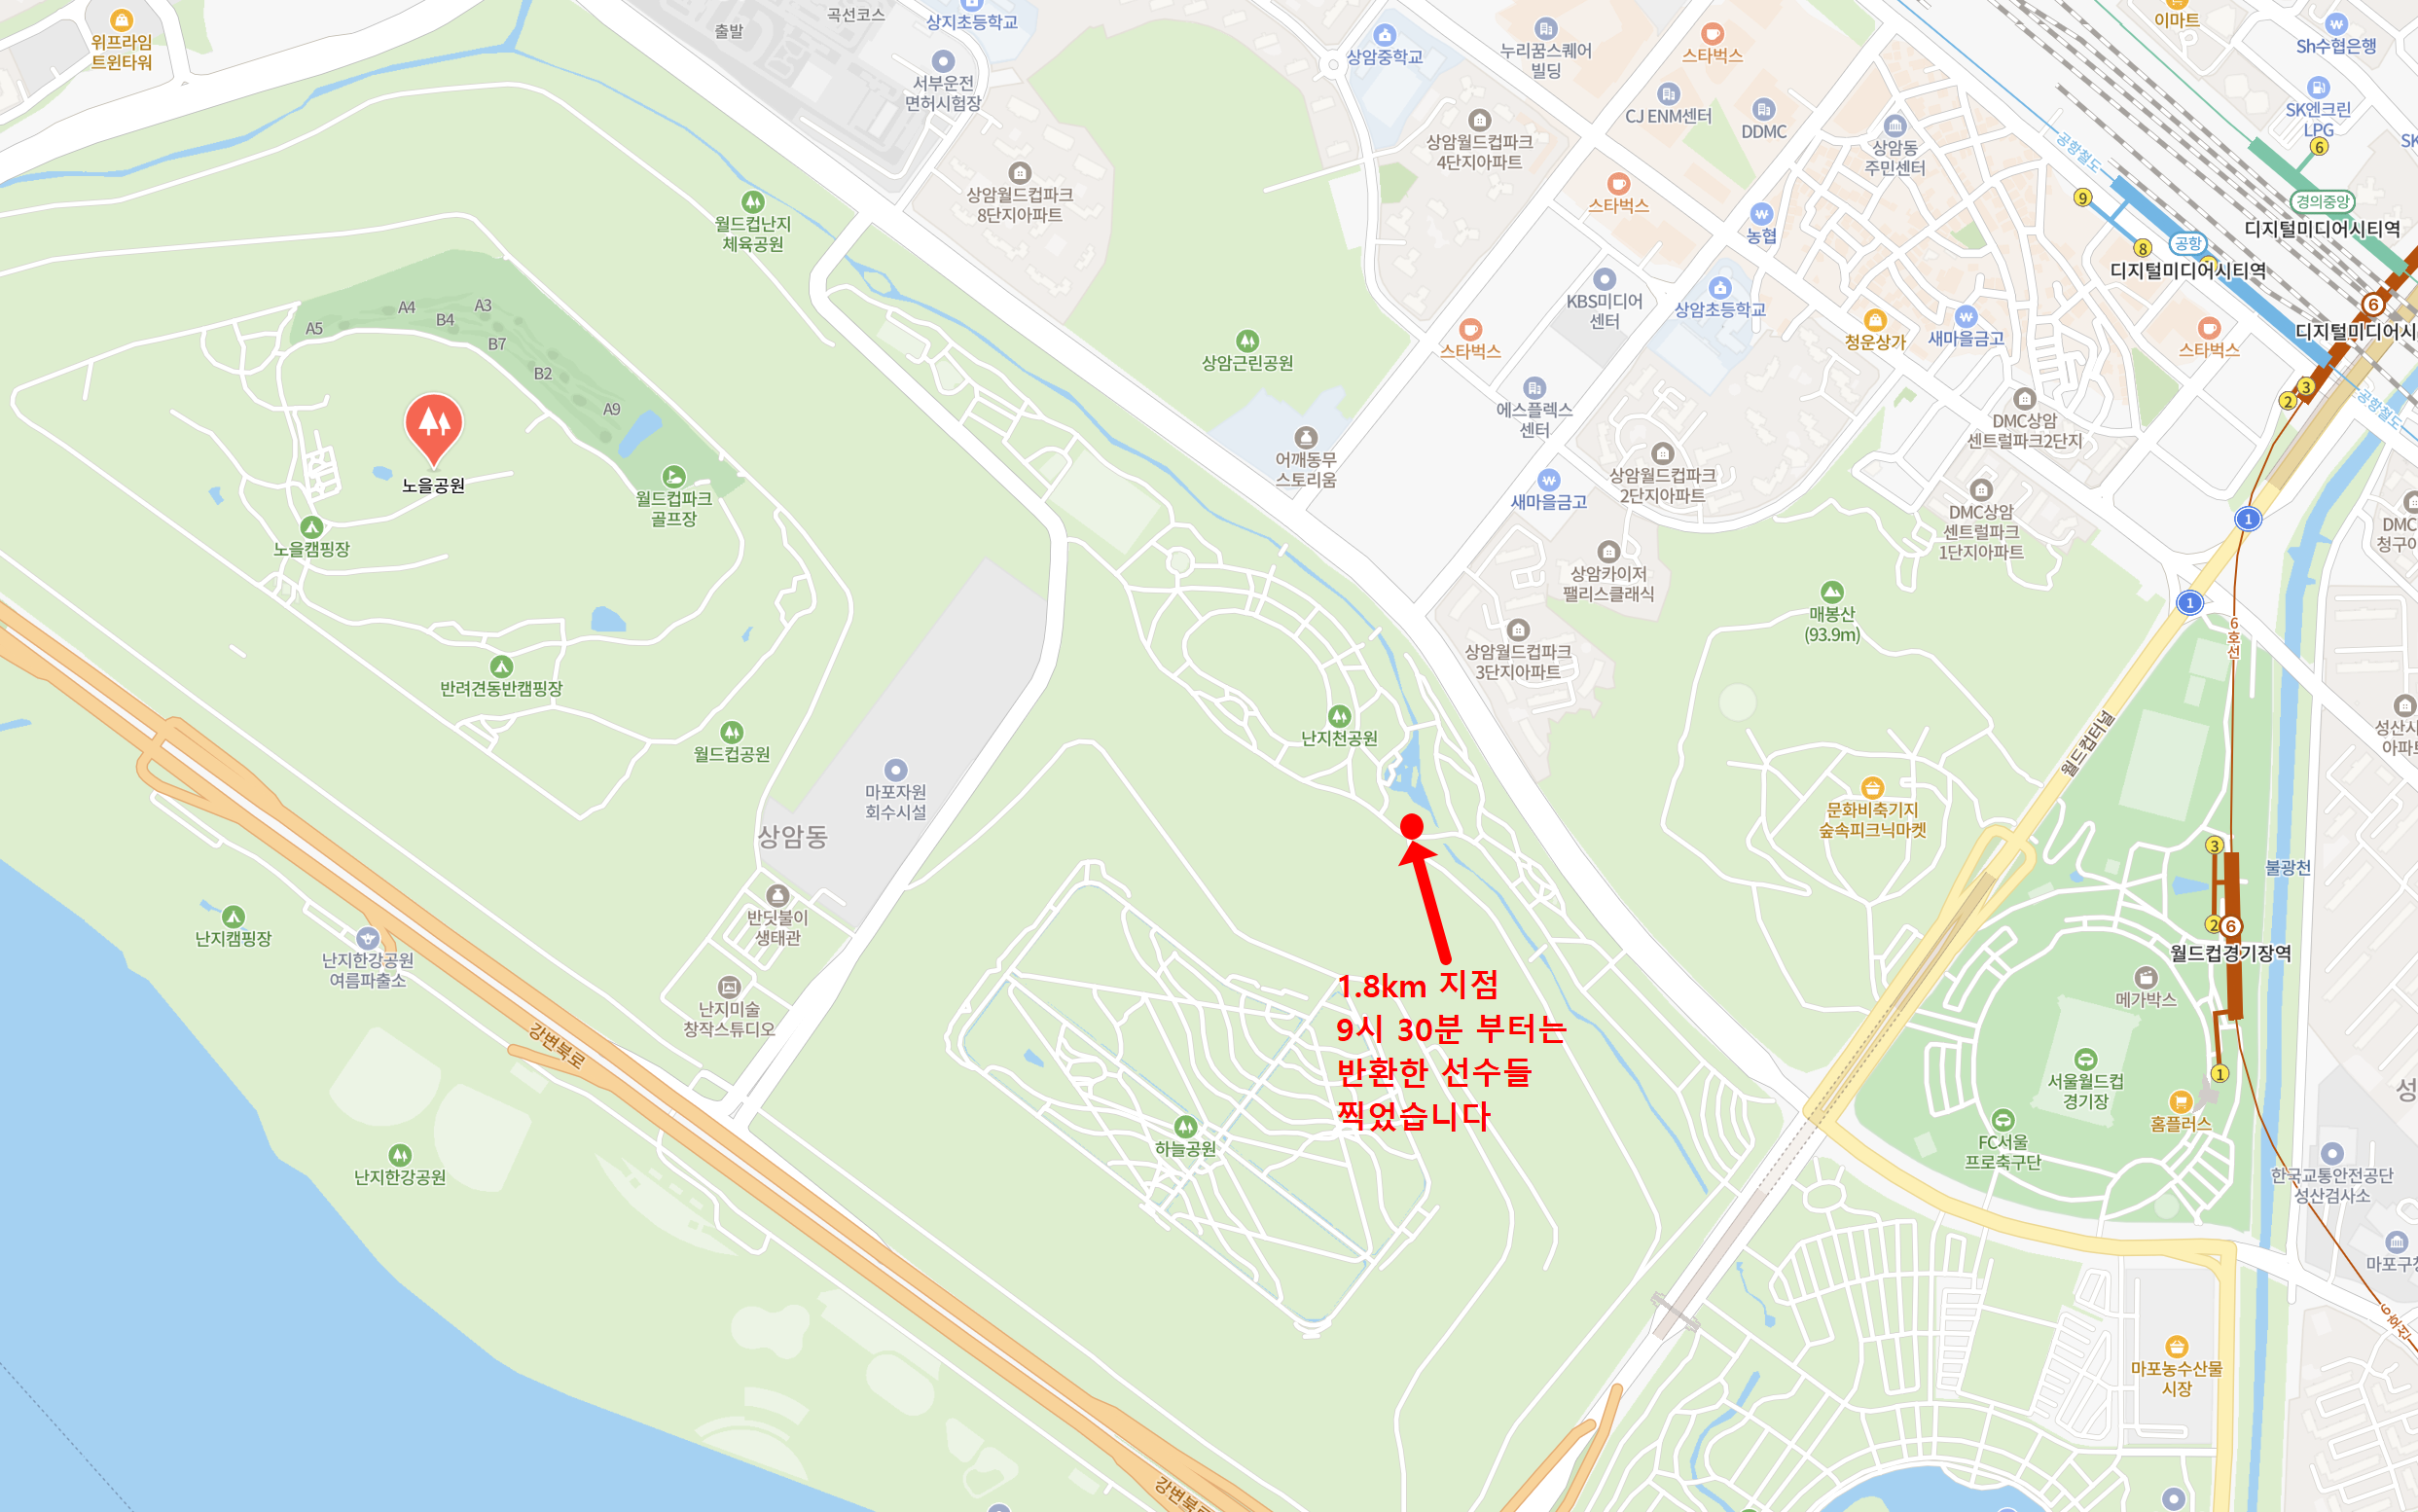 위프라임
트윈타워
출발
곡선코스
상지초등학교
서부운전
면허시험장
상암중학교
누리꿈스퀘어
빌딩
스타벅스
이마트
Sh수협은행
CJ ENM센터
DDMC
SK엔크린
LPG
6
SK
상암월드컵파크
4단지아파트
상암동
주민센터
공항철도
상암월드컵파크
8단지아파트
스타벅스
9
경의중앙
디지털미디어시티역
월드컵난지
체육공원
농협
8
공항
디지털미디어시티역
A4
A3
B4
A5
B7
B2
A9
KBS미디어
센터
상암초등학교
6
디지털미디어시
상암근린공원
스타벅스
청운상가
새마을금고
스타벅스
3
2
공항철도
노을공원
에스플렉스
센터
DMC상암
센트럴파크2단지
어깨동무
스토리움
상암월드컵파크
2단지아파트
월드컵파크
골프장
새마을금고
DMC상암
센트럴파크
1단지아파트
1
DMC
청구아
노을캠핑장
상암카이저
팰리스클래식
매봉산
(93.9m)
1
6호선
상암월드컵파크
3단지아파트
반려견동반캠핑장
난지천공원
월드컵공원
월드컵터널
성산시
아파트
마포자원
회수시설
상암동
문화비축기지
숲속피크닉마켓
3
불광천
반딧불이
생태관
2
6
월드컵경기장역
난지캠핑장
난지한강공원
여름파출소
1.8km 지점
9시 30분 부터는
반환한 선수들
찍었습니다
메가박스
난지미술
창작스튜디오
강변북로
서울월드컵
경기장
1
홈플러스
성
하늘공원
FC서울
프로축구단
난지한강공원
한국교통안전공단
성산검사소
마포구청
6호선
마포농수산물
시장
강변북로